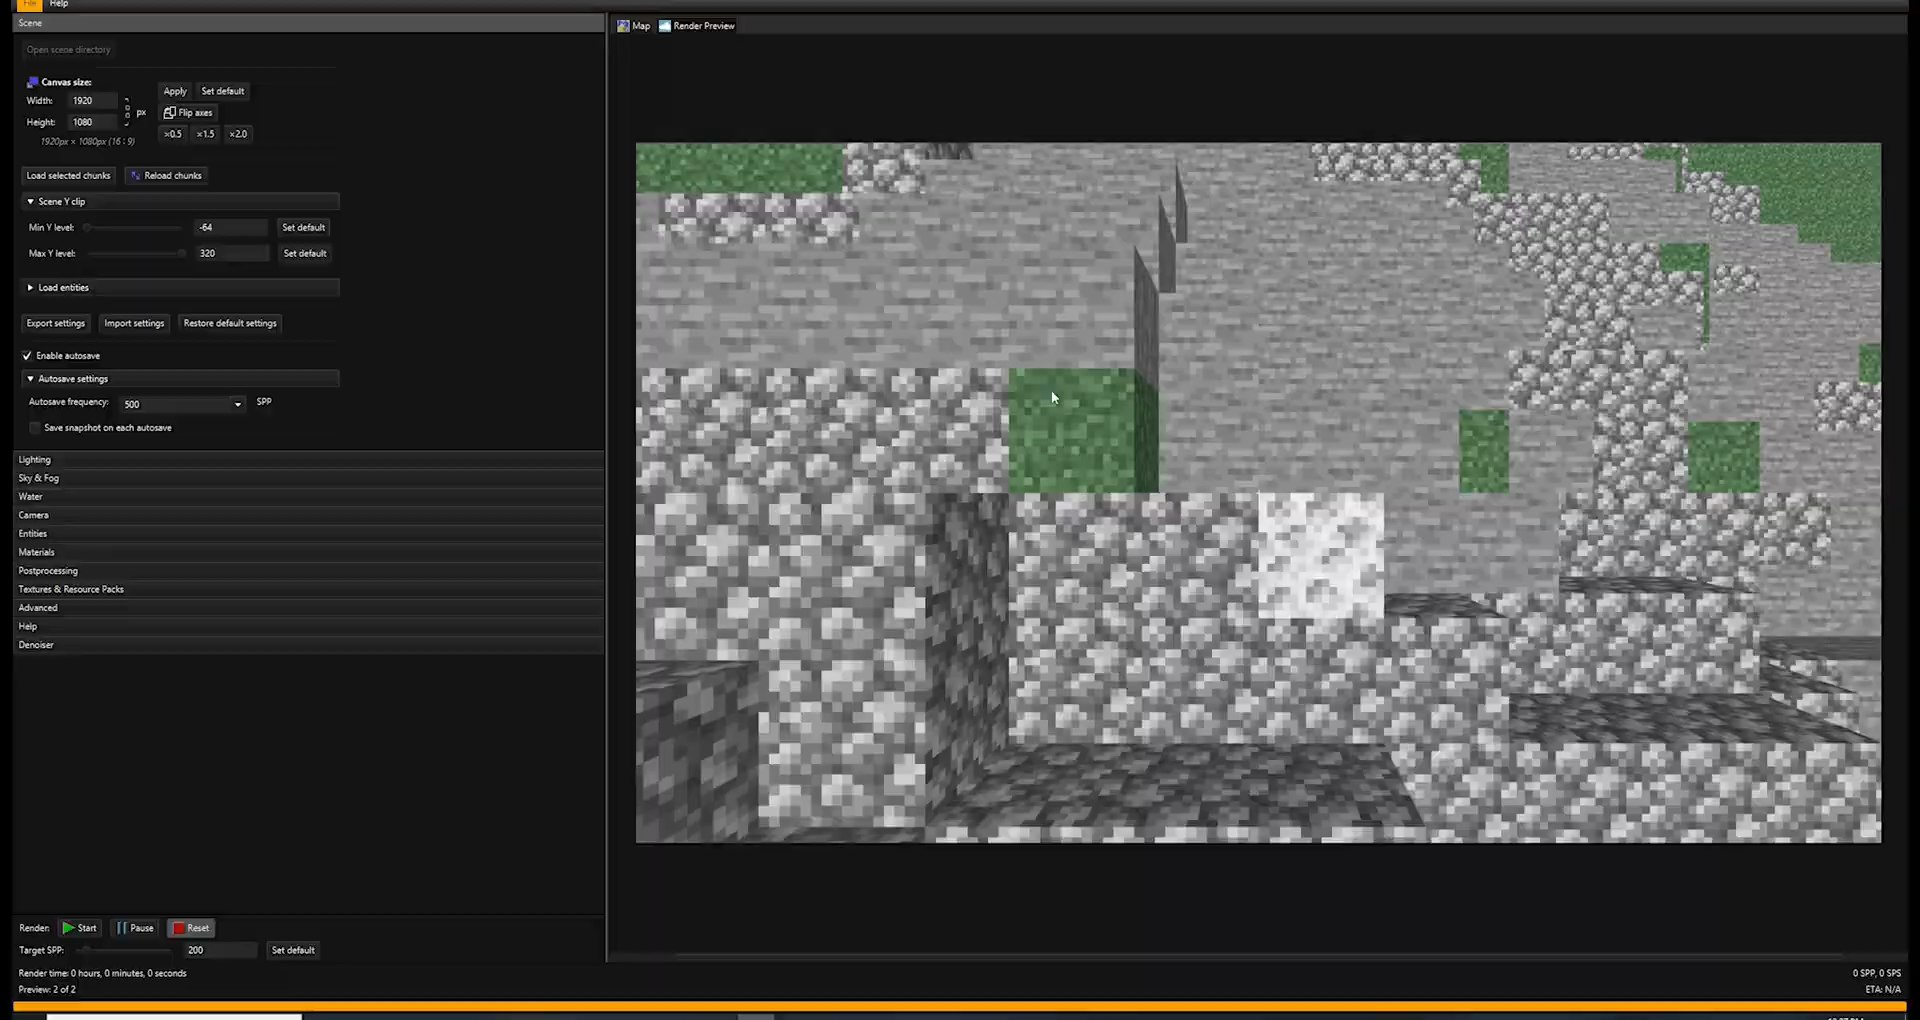 File Help
Scene
Open scene directory
Canvas size:
Width: 1920
Height: 1080
px
Apply Set default
Flip axes
×0.5 ×1.5 ×2.0
1920px × 1080px (16:9)
Load selected chunks Reload chunks
Scene Y clip
Min Y level: -64 Set default
Max Y level: 320 Set default
Load entities
Export settings Import settings Restore default settings
Enable autosave
Autosave settings
Autosave frequency: 500 SPP
Save snapshot on each autosave
Lighting
Sky & Fog
Water
Camera
Entities
Materials
Postprocessing
Textures & Resource Packs
Advanced
Help
Denoiser
Map Render Preview
Render: Start Pause Reset
Target SPP: 200 Set default
Render time: 0 hours, 0 minutes, 0 seconds
Preview: 2 of 2
0 SPP, 0 SPS
ETA: N/A